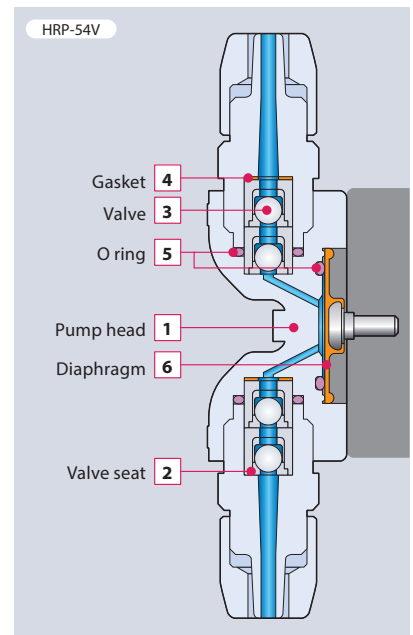 HRP-54V
Gasket 4
Valve 3
O ring 5
Pump head 1
Diaphragm 6
Valve seat 2